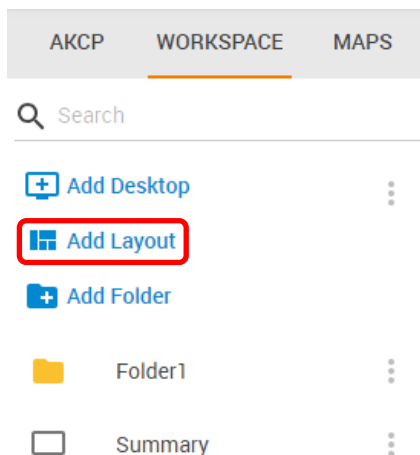 AKCP WORKSPACE MAPS
Search
Add Desktop
Add Layout
Add Folder
Folder1
Summary